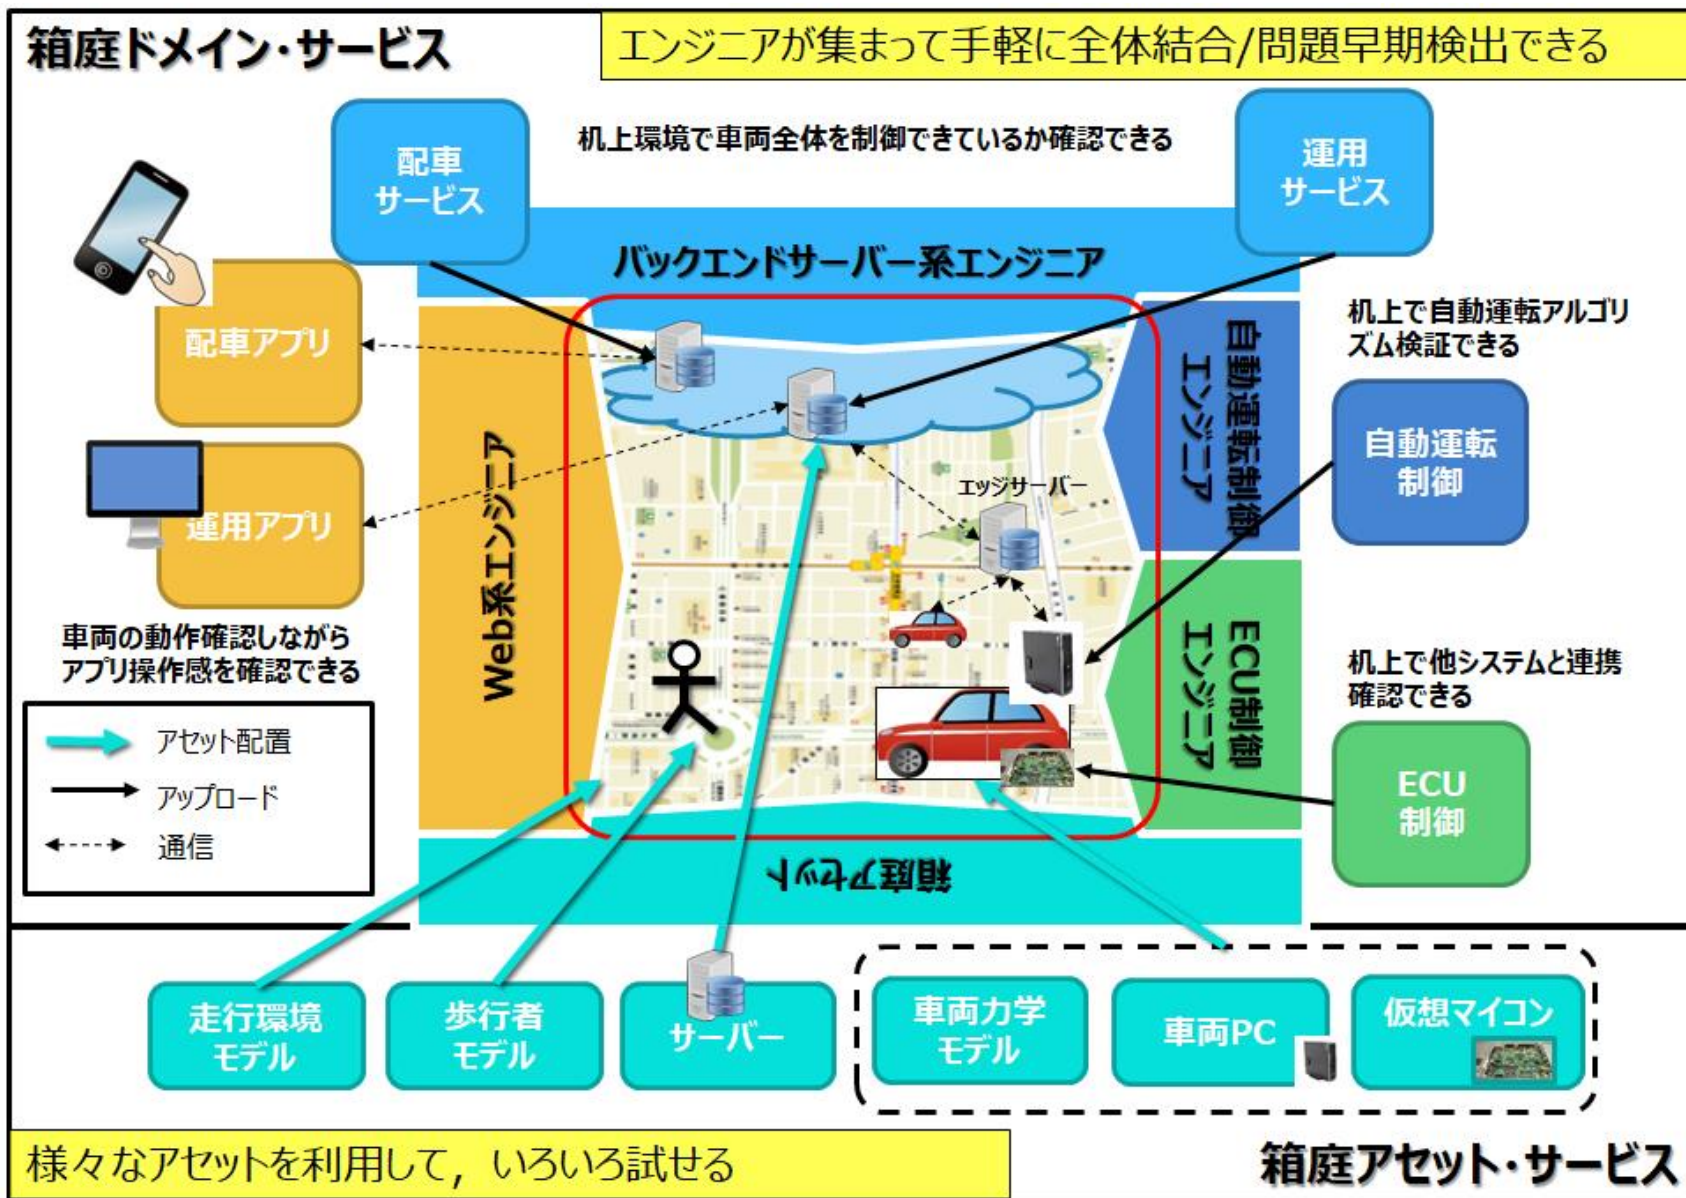 箱庭ドメイン・サービス
エンジニアが集まって手軽に全体結合/問題早期検出できる
机上環境で車両全体を制御できているか確認できる
配車
サービス
運用
サービス
バックエンドサーバー系エンジニア
配車アプリ
運用アプリ
車両の動作確認しながら
アプリ操作感を確認できる
Web系エンジニア
エッジサーバー
自動運転制御
エンジニア
机上で自動運転アルゴリ
ズム検証できる
自動運転
制御
ECU制御
エンジニア
机上で他システムと連携
確認できる
ECU
制御
アセット配置
アップロード
通信
箱庭アセット
走行環境
モデル
歩行者
モデル
サーバー
車両力学
モデル
車両PC
仮想マイコン
様々なアセットを利用して，いろいろ試せる
箱庭アセット・サービス